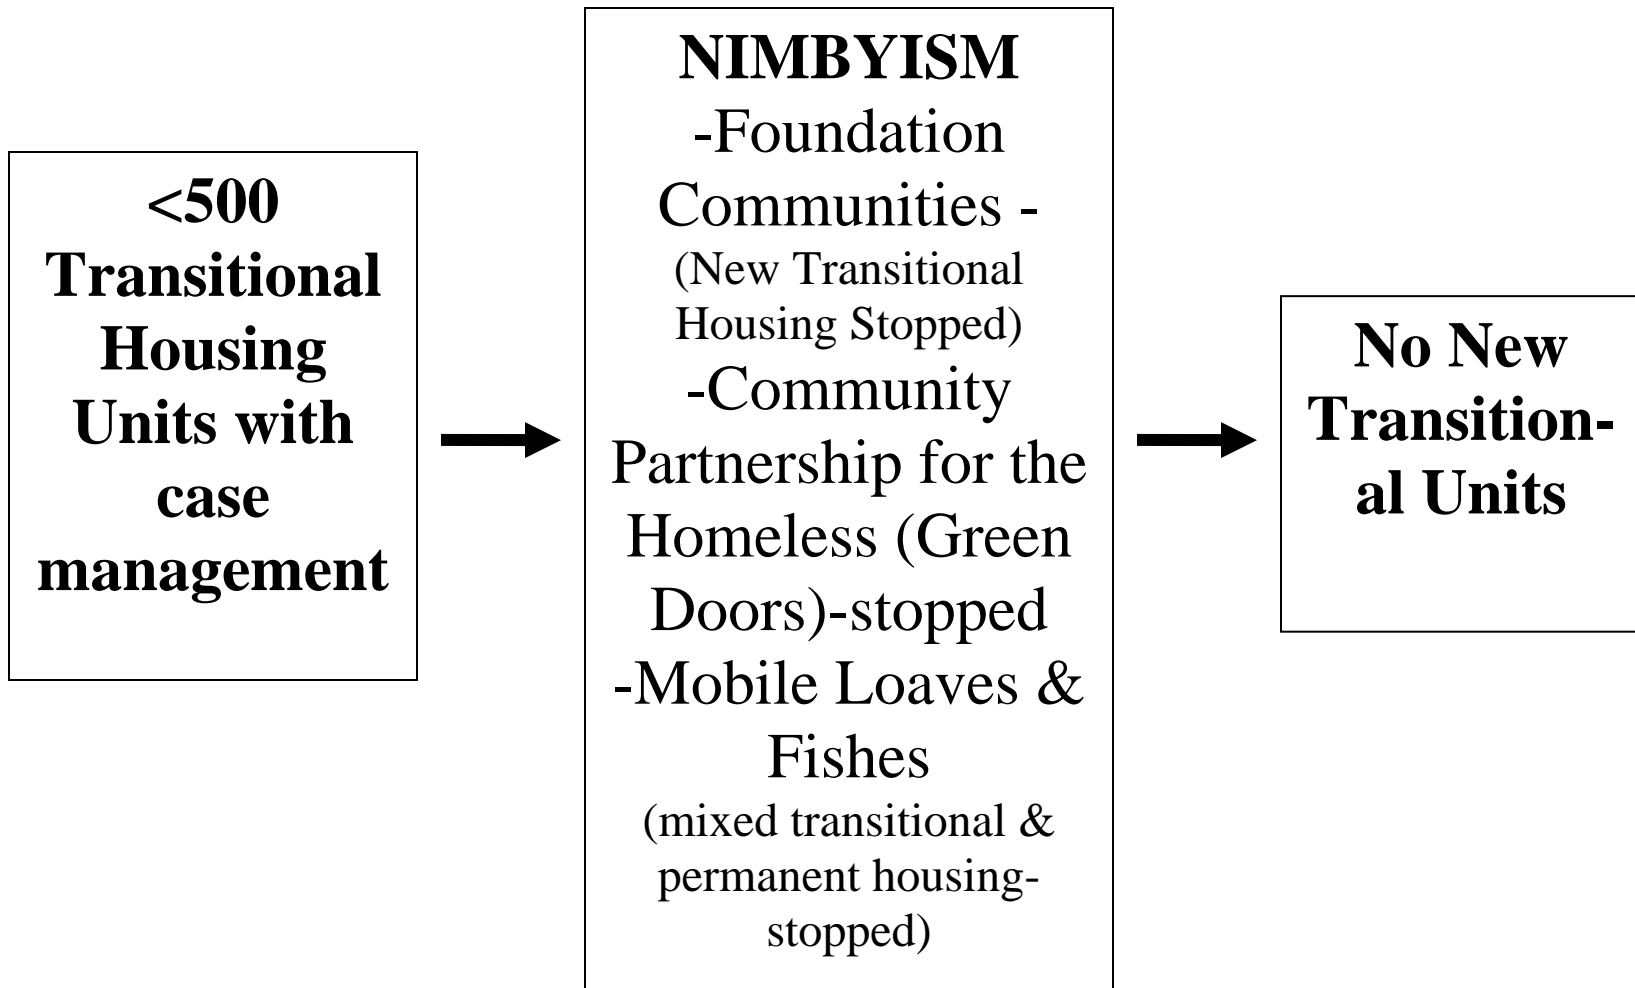 <500
Transitional
Housing
Units with
case
management
NIMBYISM
-Foundation
Communities -
(New Transitional
Housing Stopped)
-Community
Partnership for the
Homeless (Green
Doors)-stopped
-Mobile Loaves &
Fishes
(mixed transitional &
permanent housing-
stopped)
No New
Transition-
al Units